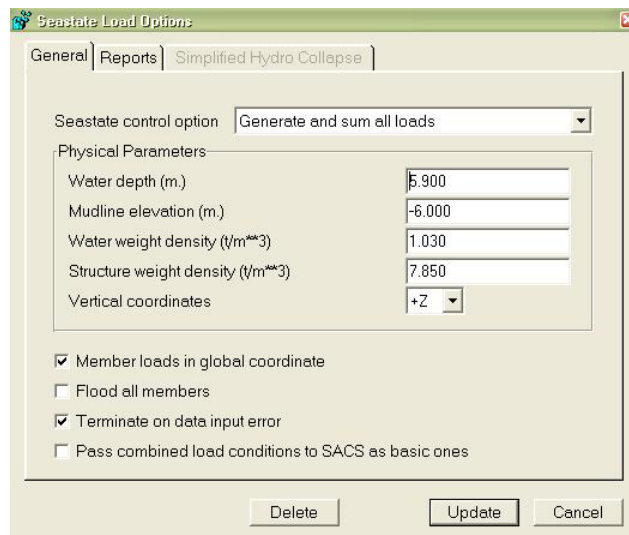 Seastate Load Options
General Reports Simplified Hydro Collapse
Seastate control option Generate and sum all loads
Physical Parameters
Water depth (m.) 5.900
Mudline elevation (m.) -6.000
Water weight density (t/m**3) 1.030
Structure weight density (t/m**3) 7.850
Vertical coordinates +Z
Member loads in global coordinate
Flood all members
Terminate on data input error
Pass combined load conditions to SACS as basic ones
Delete Update Cancel